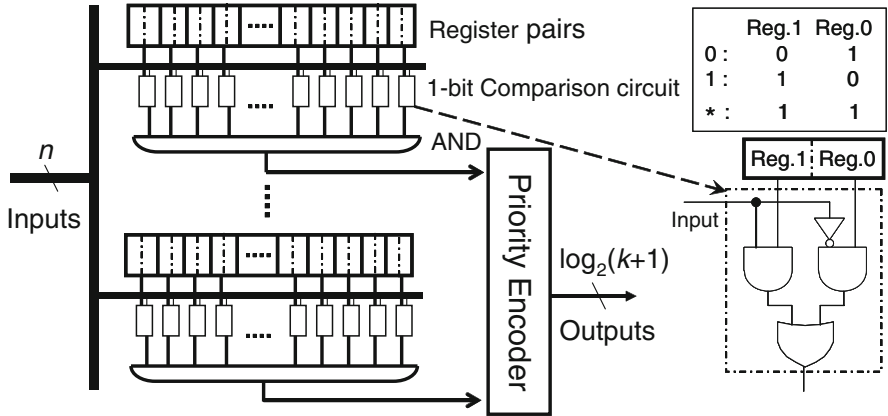 Register pairs
1-bit Comparison circuit
AND
n
Inputs
Priority Encoder
log₂(k+1)
Outputs
Reg.1 Reg.0
0 : 0 1
1 : 1 0
* : 1 1
Reg.1 Reg.0
Input